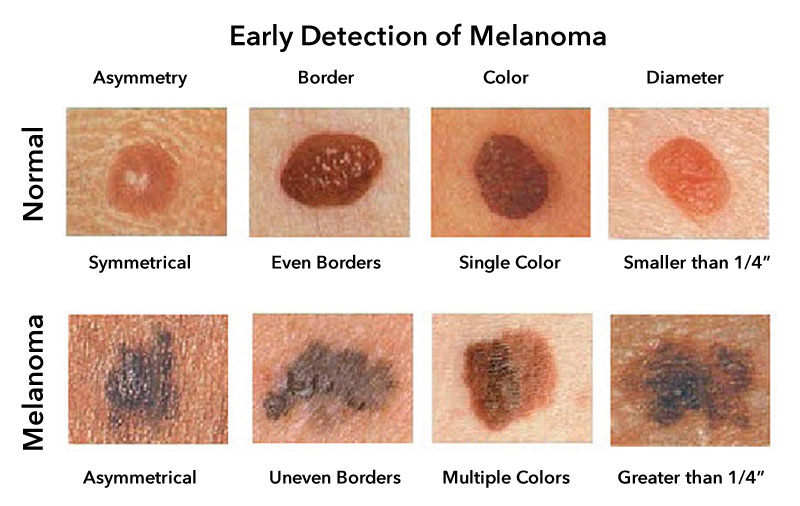 Early Detection of Melanoma
Asymmetry Border Color Diameter
Normal
Symmetrical Even Borders Single Color Smaller than 1/4”
Melanoma
Asymmetrical Uneven Borders Multiple Colors Greater than 1/4”